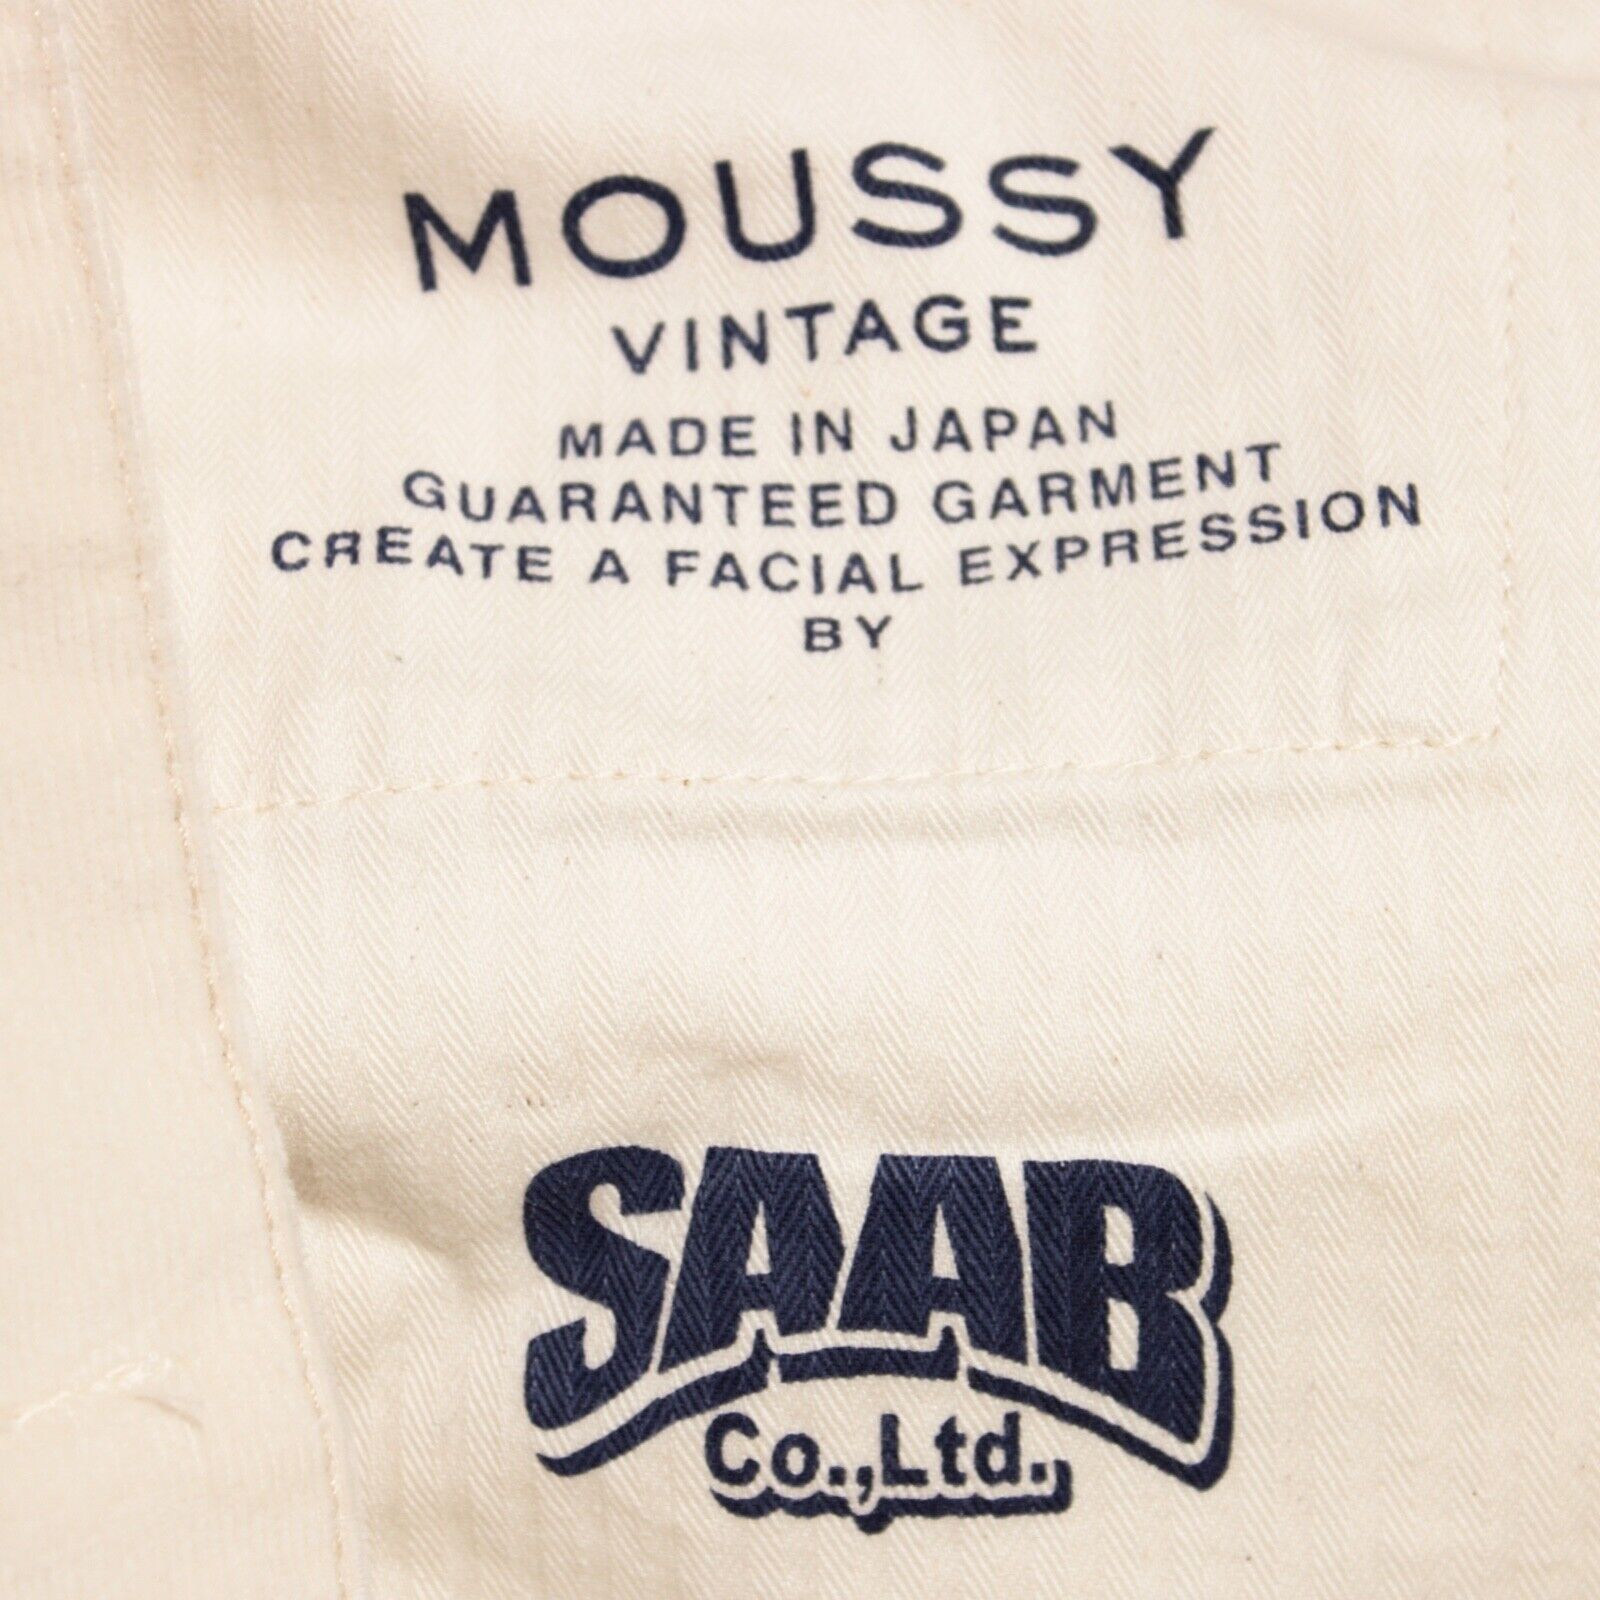 MOUSSY
VINTAGE
MADE IN JAPAN
GUARANTEED GARMENT
CREATE A FACIAL EXPRESSION
BY
SAAB
Co.,Ltd.